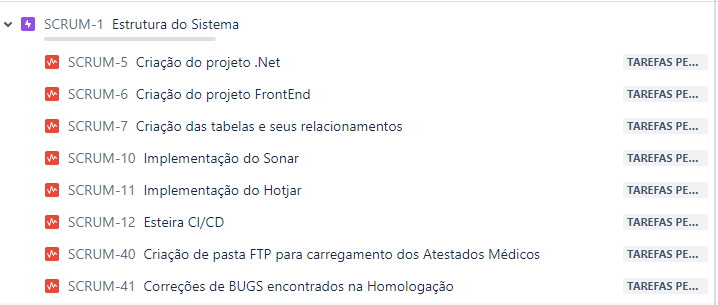 SCRUM-1 Estrutura do Sistema
SCRUM-5 Criação do projeto .Net TAREFAS PE...
SCRUM-6 Criação do projeto FrontEnd TAREFAS PE...
SCRUM-7 Criação das tabelas e seus relacionamentos TAREFAS PE...
SCRUM-10 Implementação do Sonar TAREFAS PE...
SCRUM-11 Implementação do Hotjar TAREFAS PE...
SCRUM-12 Esteira CI/CD TAREFAS PE...
SCRUM-40 Criação de pasta FTP para carregamento dos Atestados Médicos TAREFAS PE...
SCRUM-41 Correções de BUGS encontrados na Homologação TAREFAS PE...